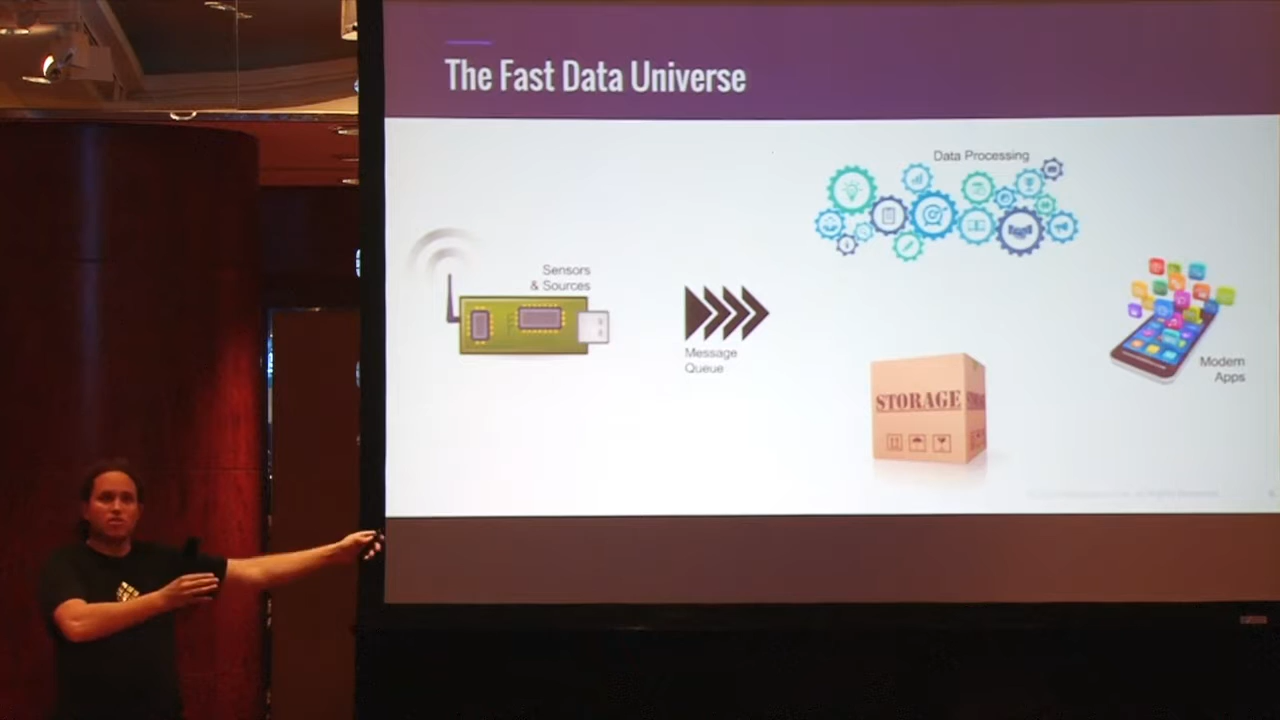 The Fast Data Universe
Data Processing
Sensors
& Sources
Message
Queue
STORAGE
Modern
Apps